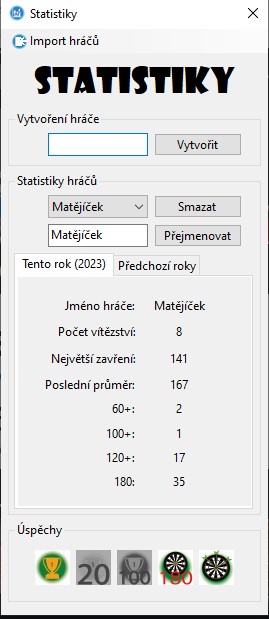 Statistiky
Import hráčů
STATISTIKY
Vytvoření hráče
Vytvořit
Statistiky hráčů
Matějíček Smazat
Matějíček Přejmenovat
Tento rok (2023) Předchozí roky
Jméno hráče: Matějíček
Počet vítězství: 8
Největší zavření: 141
Poslední průměr: 167
60+: 2
100+: 1
120+: 17
180: 35
Úspěchy
1 20 100 180